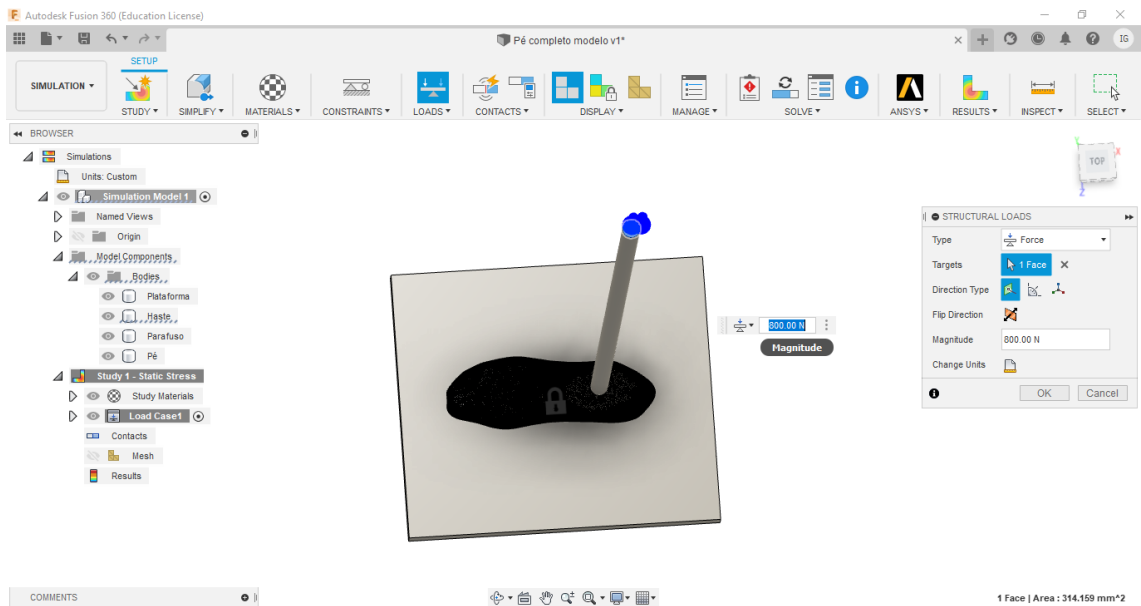 F Autodesk Fusion 360 (Education License)
Pé completo modelo v1*
IG
SETUP
SIMULATION
STUDY
SIMPLIFY
MATERIALS
CONSTRAINTS
LOADS
CONTACTS
DISPLAY
MANAGE
SOLVE
ANSYS
RESULTS
INSPECT
SELECT
BROWSER
Simulations
Units: Custom
Simulation Model 1
Named Views
Origin
Model Components
Bodies
Plataforma
Haste
Parafuso
Pé
Study 1 - Static Stress
Study Materials
Load Case1
Contacts
Mesh
Results
Y
X
TOP
Z
800.00 N
Magnitude
STRUCTURAL LOADS
Type Force
Targets 1 Face
Direction Type
Flip Direction
Magnitude 800.00 N
Change Units
OK Cancel
COMMENTS
1 Face | Area : 314.159 mm^2